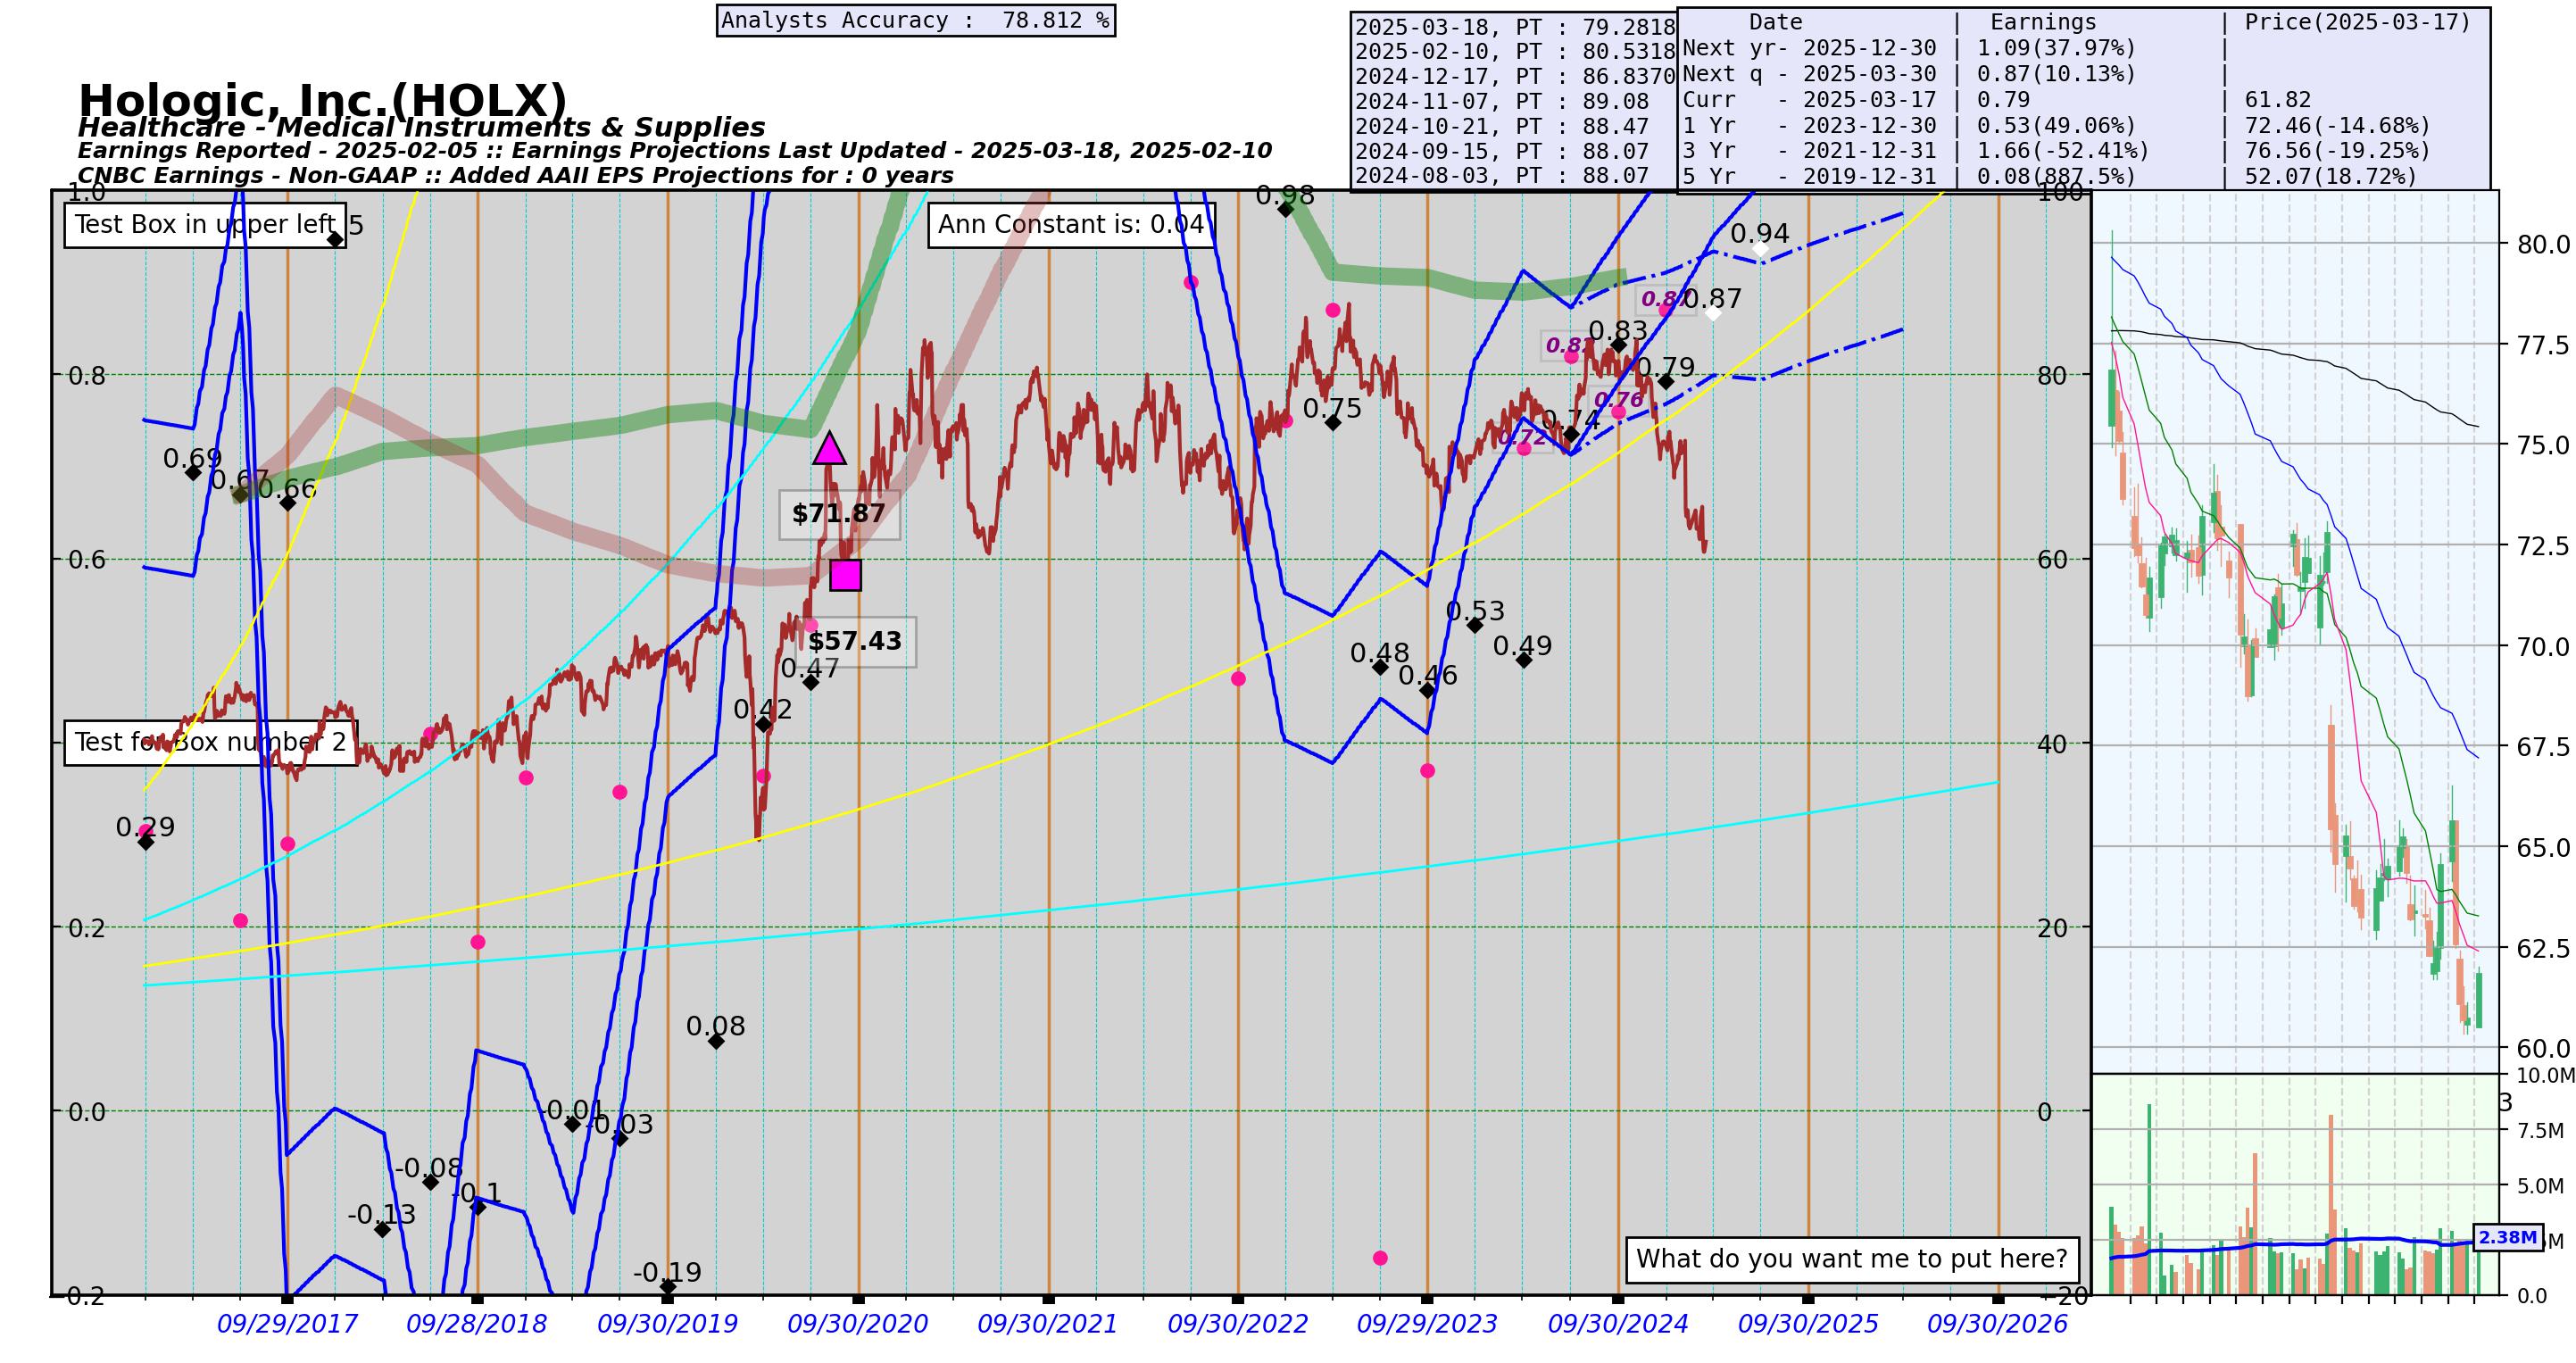 Analysts Accuracy :  78.812 %
2025-03-18, PT : 79.2818
2025-02-10, PT : 80.5318
2024-12-17, PT : 86.8370
2024-11-07, PT : 89.08
2024-10-21, PT : 88.47
2024-09-15, PT : 88.07
2024-08-03, PT : 88.07
Date | Earnings | Price(2025-03-17)
Next yr- 2025-12-30 | 1.09(37.97%) |
Next q - 2025-03-30 | 0.87(10.13%) |
Curr - 2025-03-17 | 0.79 | 61.82
1 Yr - 2023-12-30 | 0.53(49.06%) | 72.46(-14.68%)
3 Yr - 2021-12-31 | 1.66(-52.41%) | 76.56(-19.25%)
5 Yr - 2019-12-31 | 0.08(887.5%) | 52.07(18.72%)
Hologic, Inc.(HOLX)
Healthcare - Medical Instruments & Supplies
Earnings Reported - 2025-02-05 :: Earnings Projections Last Updated - 2025-03-18, 2025-02-10
CNBC Earnings - Non-GAAP :: Added AAII EPS Projections for : 0 years
Test Box in upper left
5
Ann Constant is: 0.04
Test for Box number 2
What do you want me to put here?
1.0
0.8
0.6
0.2
0.0
0.2
100
80
60
40
20
0
−20
0.29
0.69
0.67
0.66
-0.13
-0.08
-0.1
-0.01
-0.03
-0.19
0.08
0.42
0.47
$71.87
$57.43
0.98
0.75
0.48
0.46
0.53
0.49
0.72
0.74
0.82
0.83
0.76
0.79
0.87
0.87
0.94
80.0
77.5
75.0
72.5
70.0
67.5
65.0
62.5
60.0
10.0M
3
7.5M
5.0M
2.38M
M
0.0
09/29/2017
09/28/2018
09/30/2019
09/30/2020
09/30/2021
09/30/2022
09/29/2023
09/30/2024
09/30/2025
09/30/2026